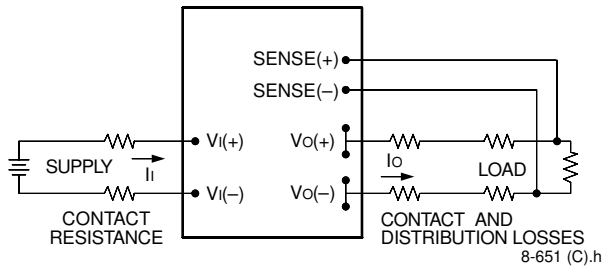 SENSE(+)
SENSE(–)
VI(+)
VO(+)
SUPPLY
II
IO
LOAD
VI(–)
VO(–)
CONTACT
RESISTANCE
CONTACT AND
DISTRIBUTION LOSSES
8-651 (C).h